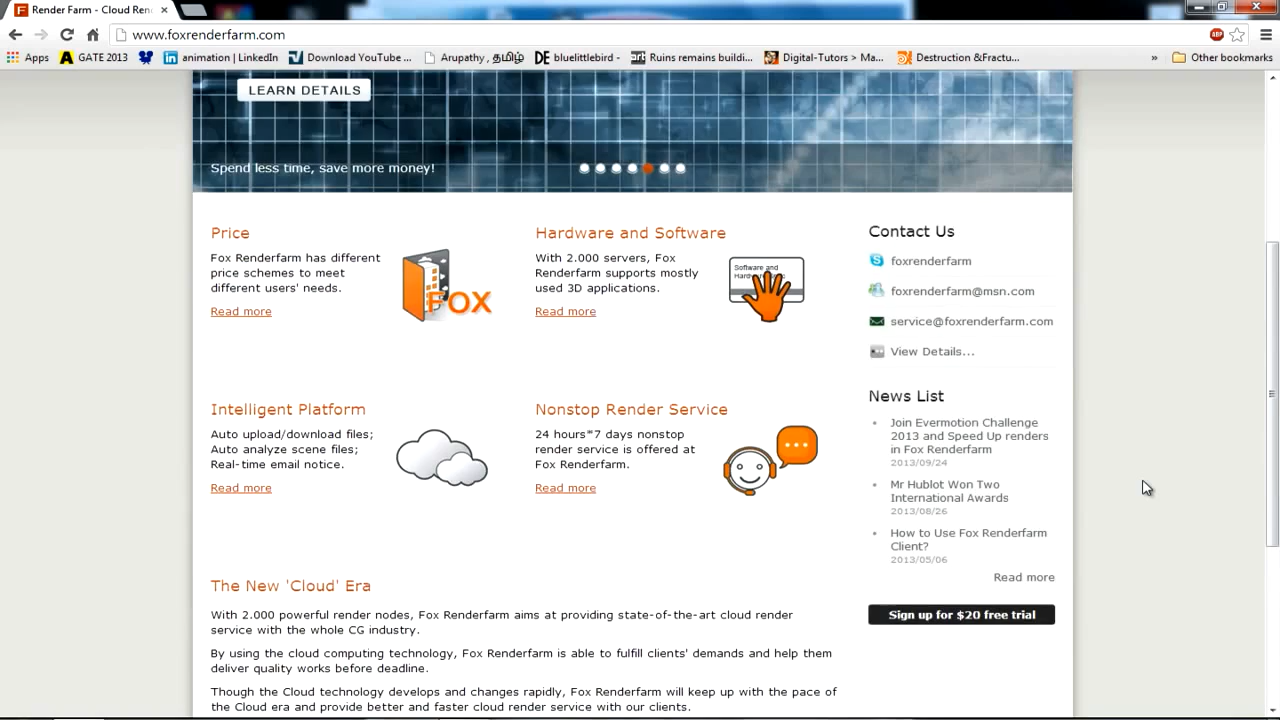 Render Farm - Cloud Ren
www.foxrenderfarm.com
ABP
Apps
GATE 2013
animation | LinkedIn
Download YouTube ...
Arupathy , தமிழ்
bluelittlebird -
Ruins remains buildi...
Digital-Tutors > Ma...
Destruction &Fractu...
»
Other bookmarks
LEARN DETAILS
Spend less time, save more money!
Price
Fox Renderfarm has different
price schemes to meet
different users' needs.
Read more
FOX
Hardware and Software
With 2.000 servers, Fox
Renderfarm supports mostly
used 3D applications.
Read more
Software and
Intelligent Platform
Auto upload/download files;
Auto analyze scene files;
Real-time email notice.
Read more
Nonstop Render Service
24 hours*7 days nonstop
render service is offered at
Fox Renderfarm.
Read more
The New 'Cloud' Era
With 2.000 powerful render nodes, Fox Renderfarm aims at providing state-of-the-art cloud render
service with the whole CG industry.
By using the cloud computing technology, Fox Renderfarm is able to fulfill clients' demands and help them
deliver quality works before deadline.
Though the Cloud technology develops and changes rapidly, Fox Renderfarm will keep up with the pace of
the Cloud era and provide better and faster cloud render service with our clients.
Contact Us
foxrenderfarm
foxrenderfarm@msn.com
service@foxrenderfarm.com
View Details...
News List
Join Evermotion Challenge
2013 and Speed Up renders
in Fox Renderfarm
2013/09/24
Mr Hublot Won Two
International Awards
2013/08/26
How to Use Fox Renderfarm
Client?
2013/05/06
Read more
Sign up for $20 free trial